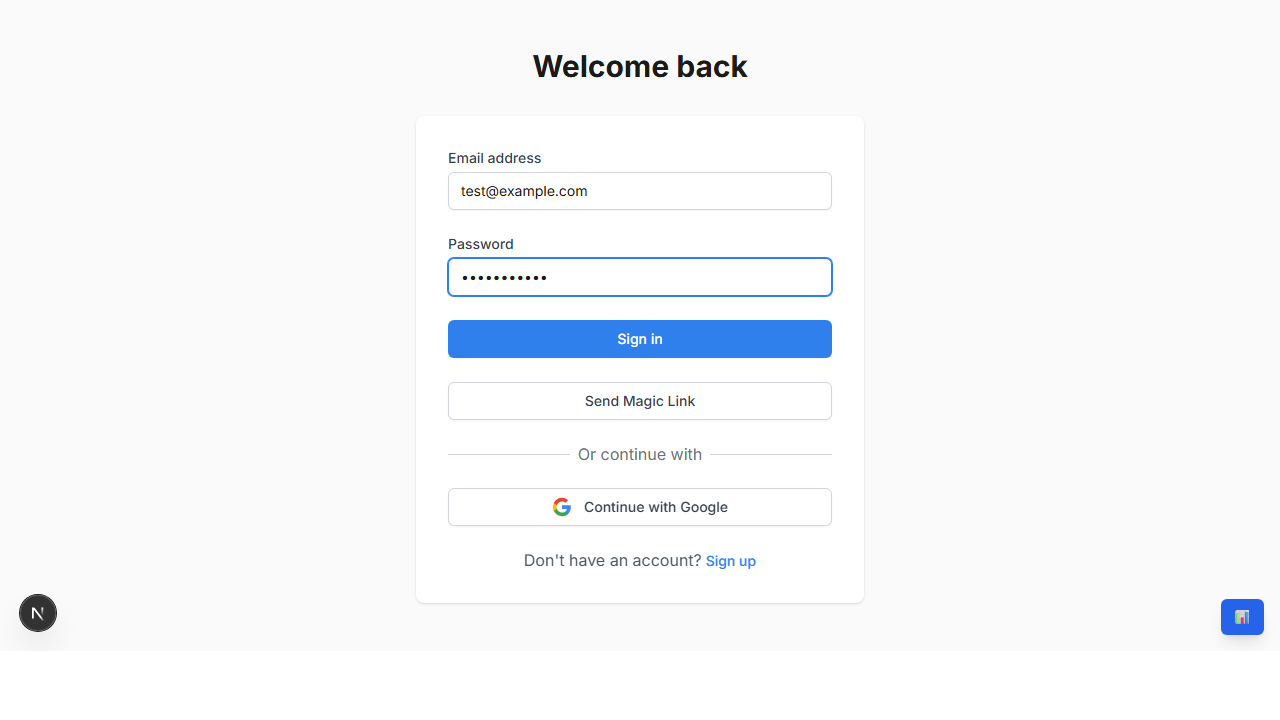 Welcome back
Email address
test@example.com
Password
•••••••••••
Sign in
Send Magic Link
Or continue with
Continue with Google
Don't have an account? Sign up
N